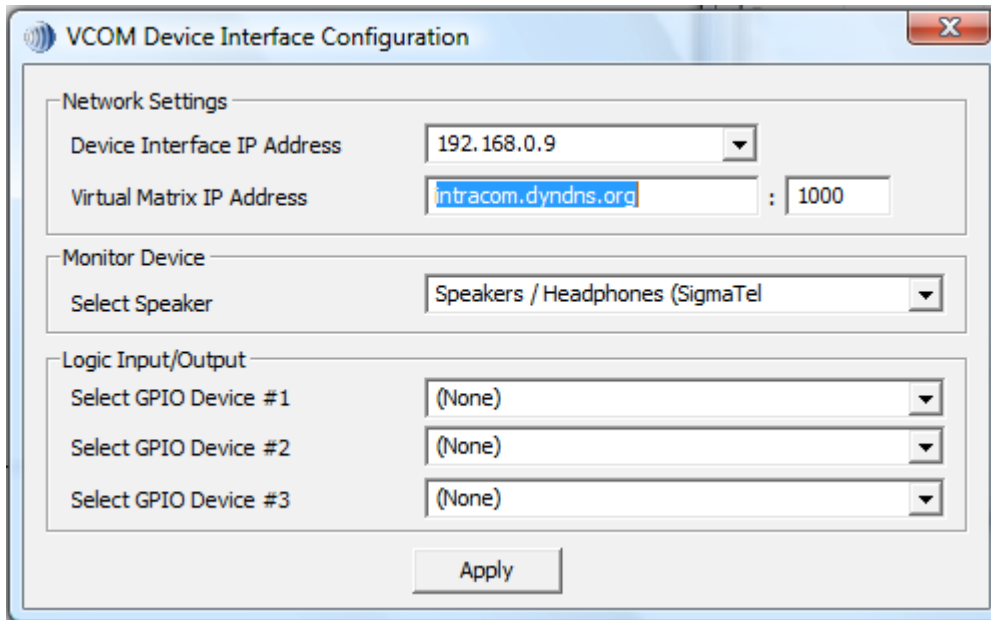 VCOM Device Interface Configuration
Network Settings
Device Interface IP Address 192.168.0.9
Virtual Matrix IP Address intracom.dyndns.org : 1000
Monitor Device
Select Speaker Speakers / Headphones (SigmaTel
Logic Input/Output
Select GPIO Device #1 (None)
Select GPIO Device #2 (None)
Select GPIO Device #3 (None)
Apply